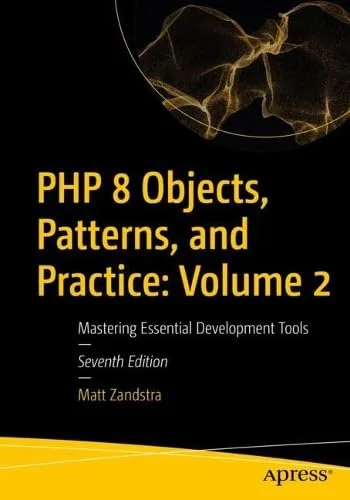 PHP 8 Objects,
Patterns, and
Practice: Volume 2
Mastering Essential Development Tools
Seventh Edition
Matt Zandstra
Apress®